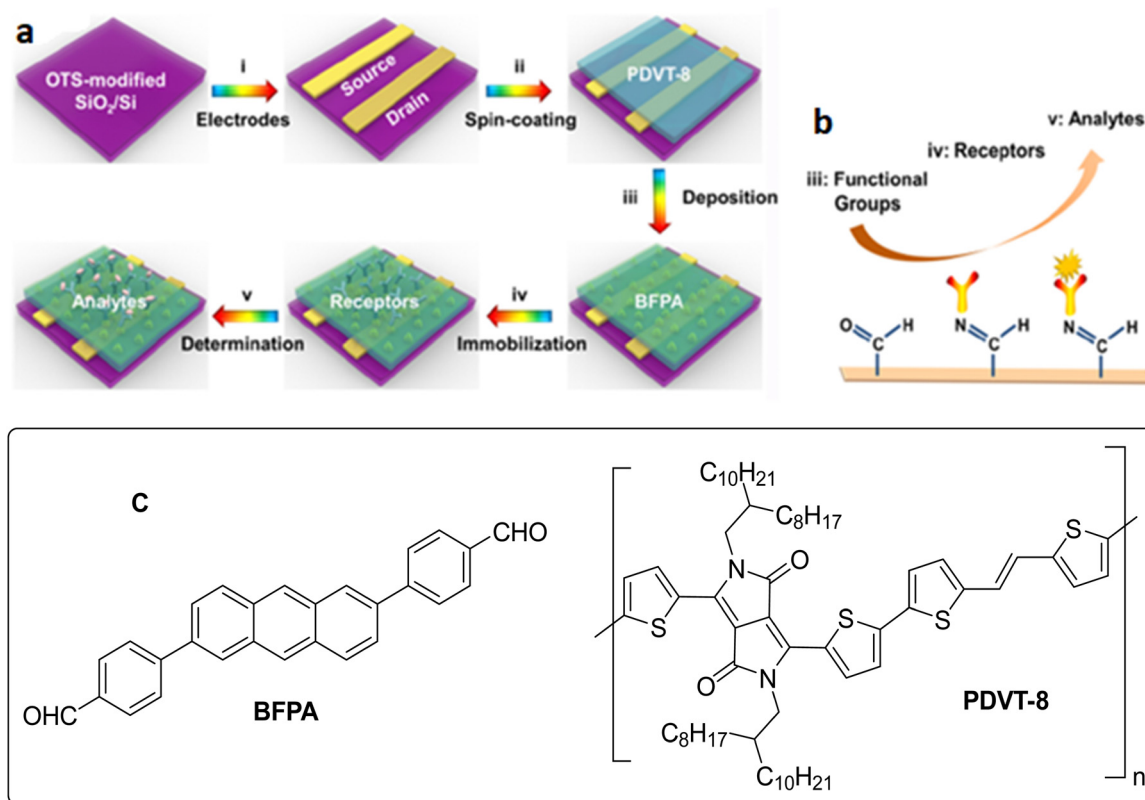 a
OTS-modified
SiO₂/Si
i
Electrodes
Source
Drain
ii
Spin-coating
PDVT-8
iii
Deposition
BFPA
iv
Immobilization
Receptors
v
Determination
Analytes
b
v: Analytes
iv: Receptors
iii: Functional
Groups
O
H
C
N
H
C
N
H
C
C
CHO
OHC
BFPA
C₁₀H₂₁
C₈H₁₇
N
O
S
S
S
S
O
N
C₈H₁₇
C₁₀H₂₁
PDVT-8
n